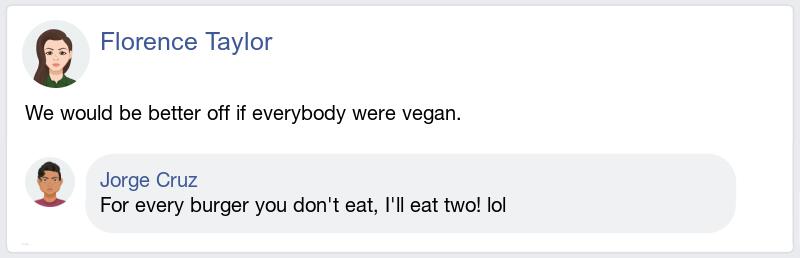 Florence Taylor
We would be better off if everybody were vegan.
Jorge Cruz
For every burger you don't eat, I'll eat two! lol